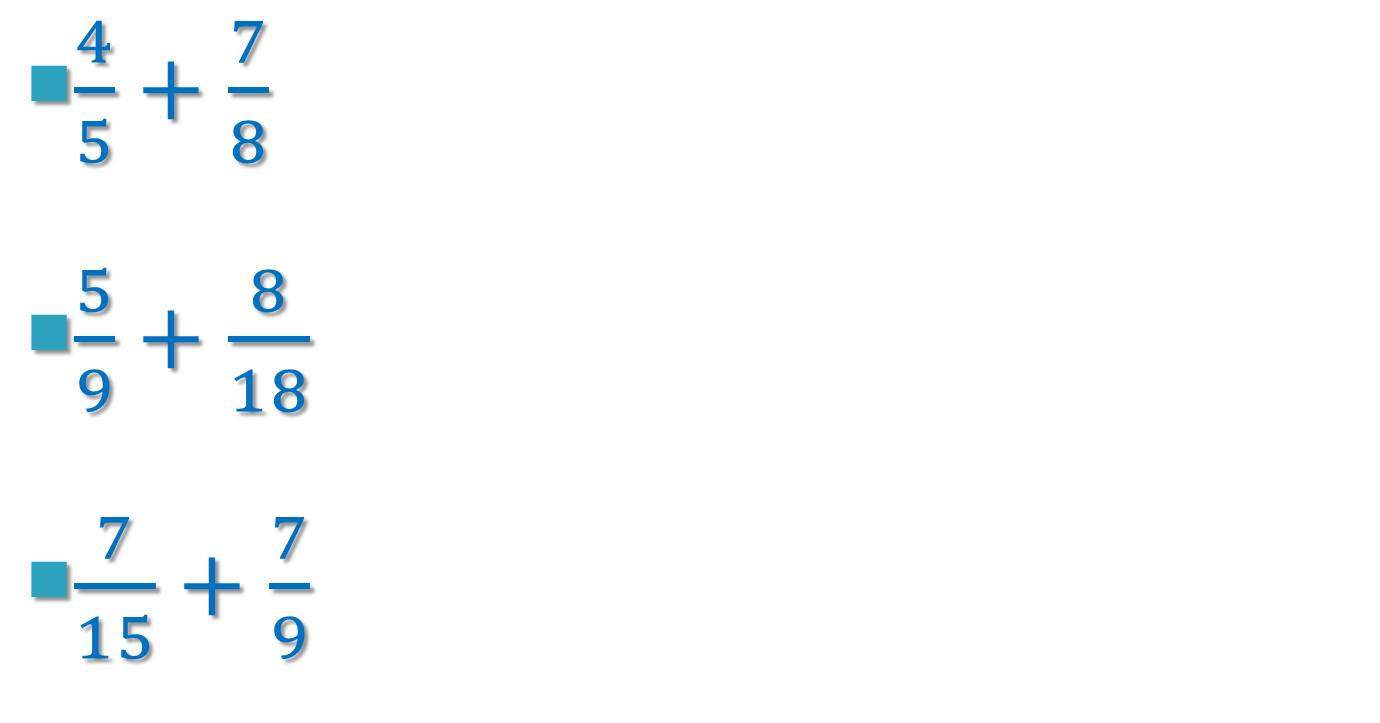 ■ 4/5 + 7/8
■ 5/9 + 8/18
■ 7/15 + 7/9